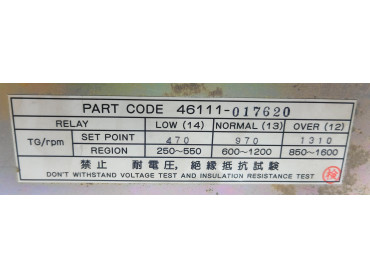 PART CODE 46111-017620
RELAY LOW (14) NORMAL (13) OVER (12)
TG/rpm SET POINT 470 970 1310
REGION 250~550 600~1200 850~1600
禁止 耐電圧,絶縁抵抗試験
DON'T WITHSTAND VOLTAGE TEST AND INSULATION RESISTANCE TEST